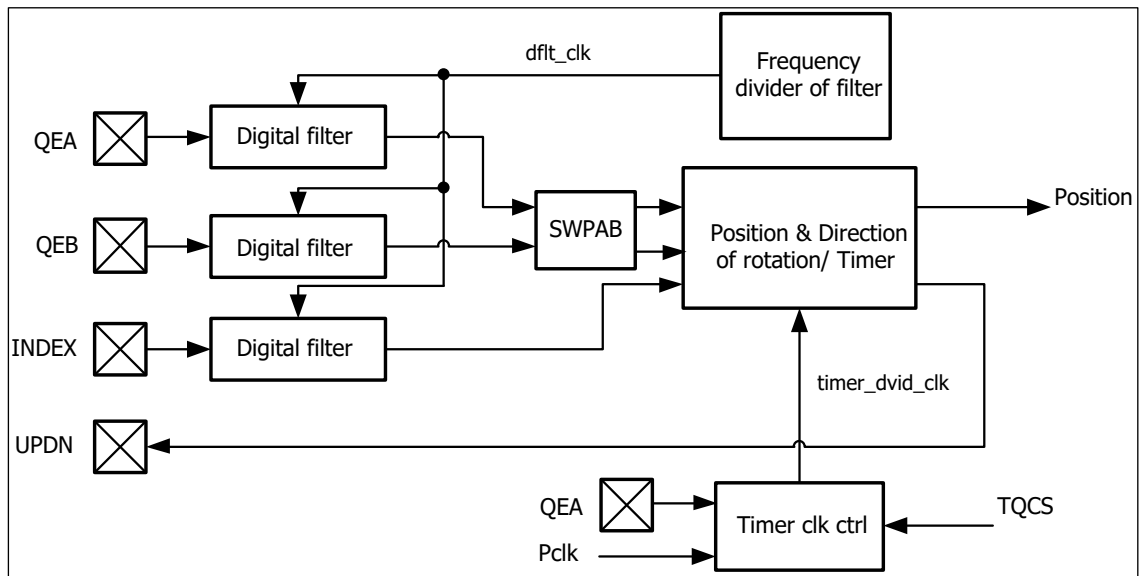 dflt_clk
Frequency
divider of filter
QEA
Digital filter
QEB
Digital filter
SWPAB
Position & Direction
of rotation/ Timer
Position
INDEX
Digital filter
timer_dvid_clk
UPDN
QEA
Timer clk ctrl
TQCS
Pclk